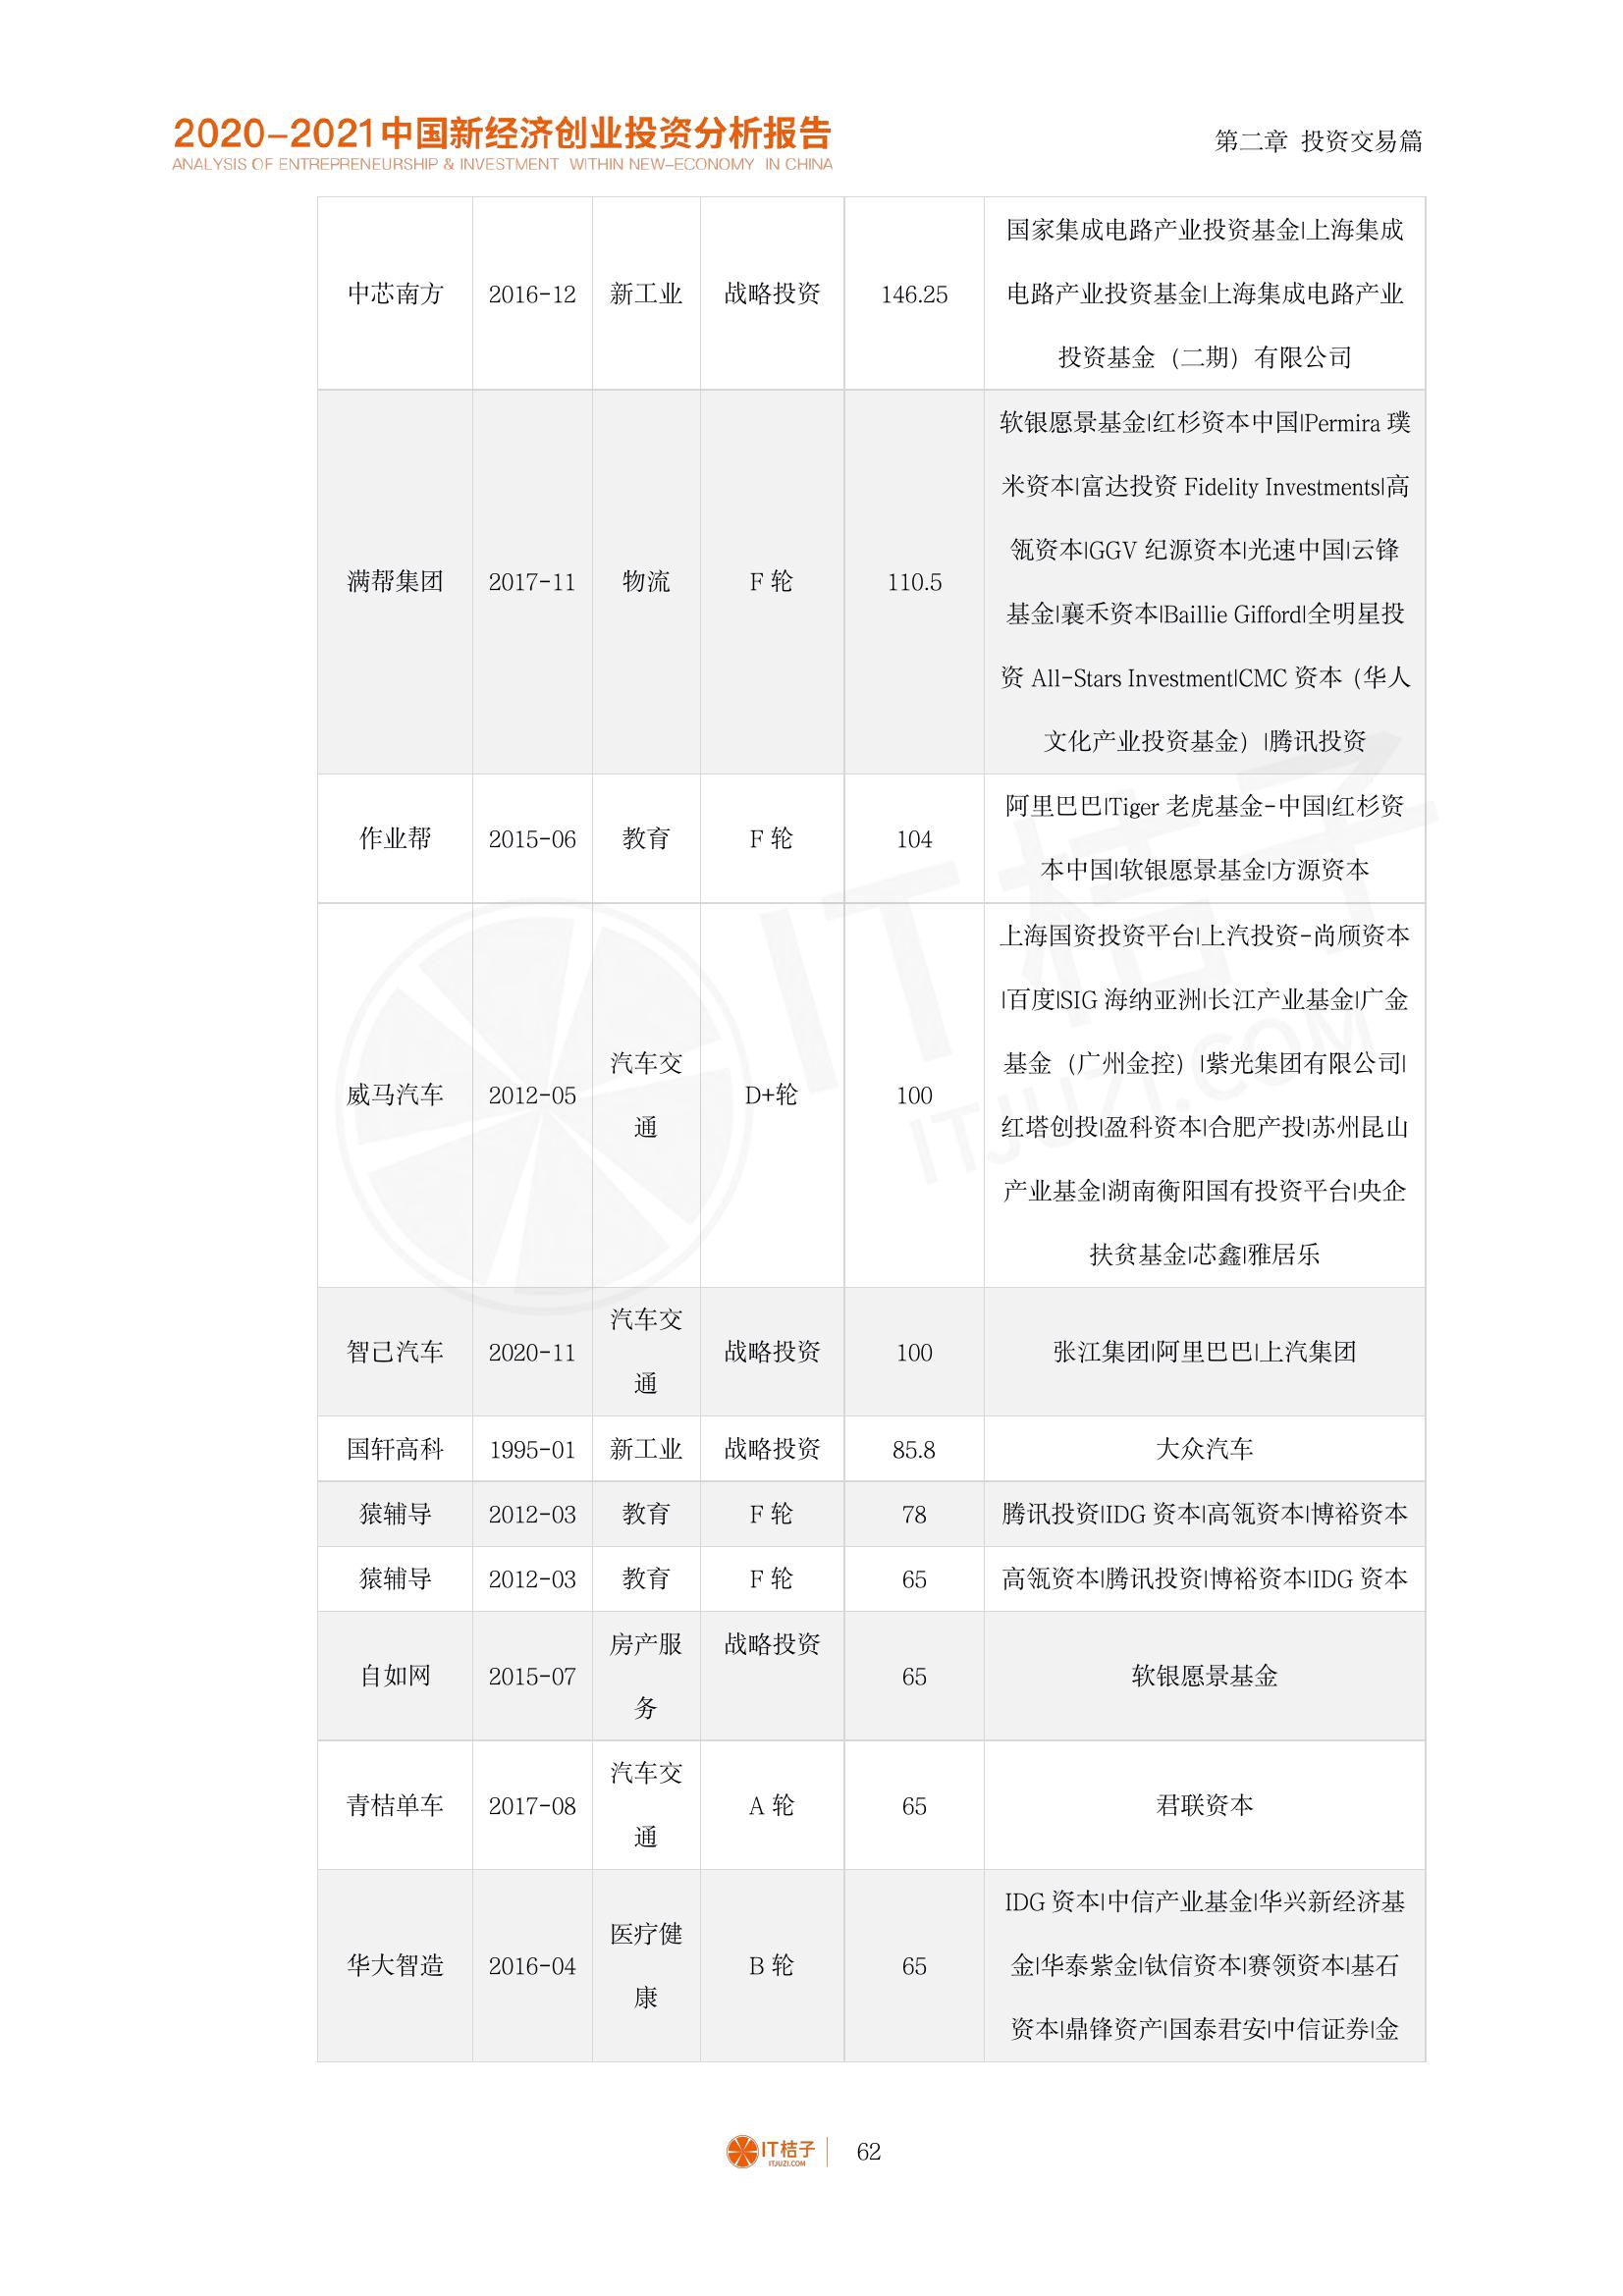 2020-2021中国新经济创业投资分析报告
ANALYSIS OF ENTREPRENEURSHIP & INVESTMENT WITHIN NEW-ECONOMY IN CHINA
第二章 投资交易篇
中芯南方 2016-12 新工业 战略投资 146.25
国家集成电路产业投资基金|上海集成
电路产业投资基金|上海集成电路产业
投资基金（二期）有限公司
满帮集团 2017-11 物流 F 轮 110.5
软银愿景基金|红杉资本中国|Permira 璞
米资本|富达投资 Fidelity Investments|高
瓴资本|GGV 纪源资本|光速中国|云锋
基金|襄禾资本|Baillie Gifford|全明星投
资 All-Stars Investment|CMC 资本（华人
文化产业投资基金）|腾讯投资
作业帮 2015-06 教育 F 轮 104
阿里巴巴|Tiger 老虎基金-中国|红杉资
本中国|软银愿景基金|方源资本
威马汽车 2012-05
汽车交
通
D+轮 100
上海国资投资平台|上汽投资-尚颀资本
|百度|SIG 海纳亚洲|长江产业基金|广金
基金（广州金控）|紫光集团有限公司|
红塔创投|盈科资本|合肥产投|苏州昆山
产业基金|湖南衡阳国有投资平台|央企
扶贫基金|芯鑫|雅居乐
智己汽车 2020-11
汽车交
通
战略投资 100 张江集团|阿里巴巴|上汽集团
国轩高科 1995-01 新工业 战略投资 85.8 大众汽车
猿辅导 2012-03 教育 F 轮 78 腾讯投资|IDG 资本|高瓴资本|博裕资本
猿辅导 2012-03 教育 F 轮 65 高瓴资本|腾讯投资|博裕资本|IDG 资本
自如网 2015-07
房产服
务
战略投资 65 软银愿景基金
青桔单车 2017-08
汽车交
通
A 轮 65 君联资本
华大智造 2016-04
医疗健
康
B 轮 65
IDG 资本|中信产业基金|华兴新经济基
金|华泰紫金|钛信资本|赛领资本|基石
资本|鼎锋资产|国泰君安|中信证券|金
IT桔子
ITJUZI.COM
IT桔子
ITJUZI.COM
62